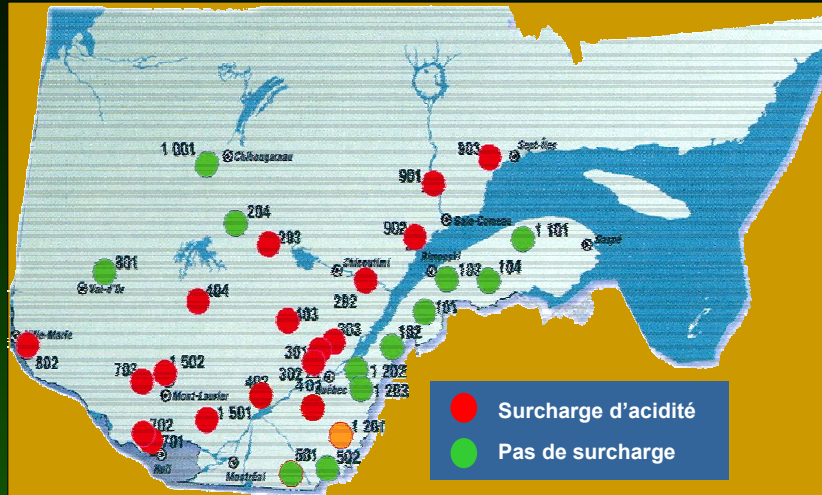 1 001
Chibougamau
903
Sept-Îles
901
204
902
Baie-Comeau
203
1 101
Gaspé
Chicoutimi
Rimouski
801
103
104
Val-d'Or
404
202
403
101
303
102
301
802
1 502
302
1 202
703
Québec
402
1 203
Mont-Laurier
401
1 501
702
1 201
701
Hull
501
502
Montréal
Surcharge d'acidité
Pas de surcharge